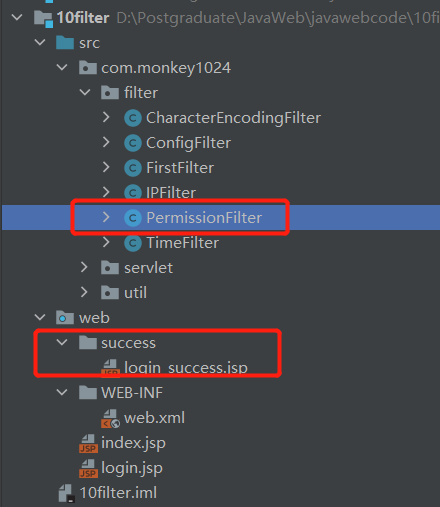 10filter D:\Postgraduate\JavaWeb\javawebcode\10fi
src
com.monkey1024
filter
CharacterEncodingFilter
ConfigFilter
FirstFilter
IPFilter
PermissionFilter
TimeFilter
servlet
util
web
success
login_success.jsp
WEB-INF
web.xml
index.jsp
login.jsp
10filter.iml